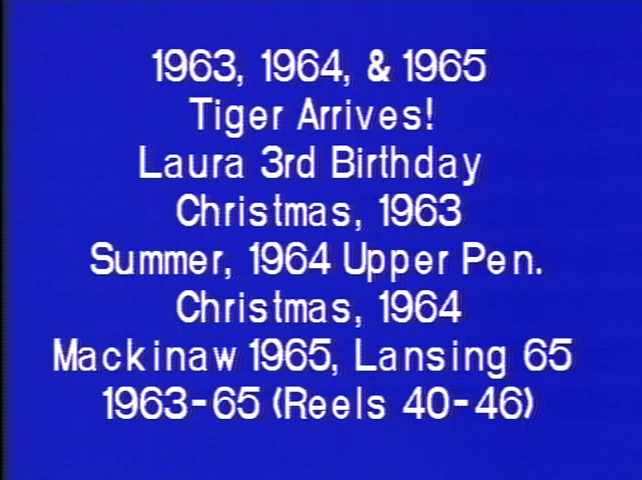 1963, 1964, & 1965
Tiger Arrives!
Laura 3rd Birthday
Christmas, 1963
Summer, 1964 Upper Pen.
Christmas, 1964
Mackinaw 1965, Lansing 65
1963-65 (Reels 40-46)